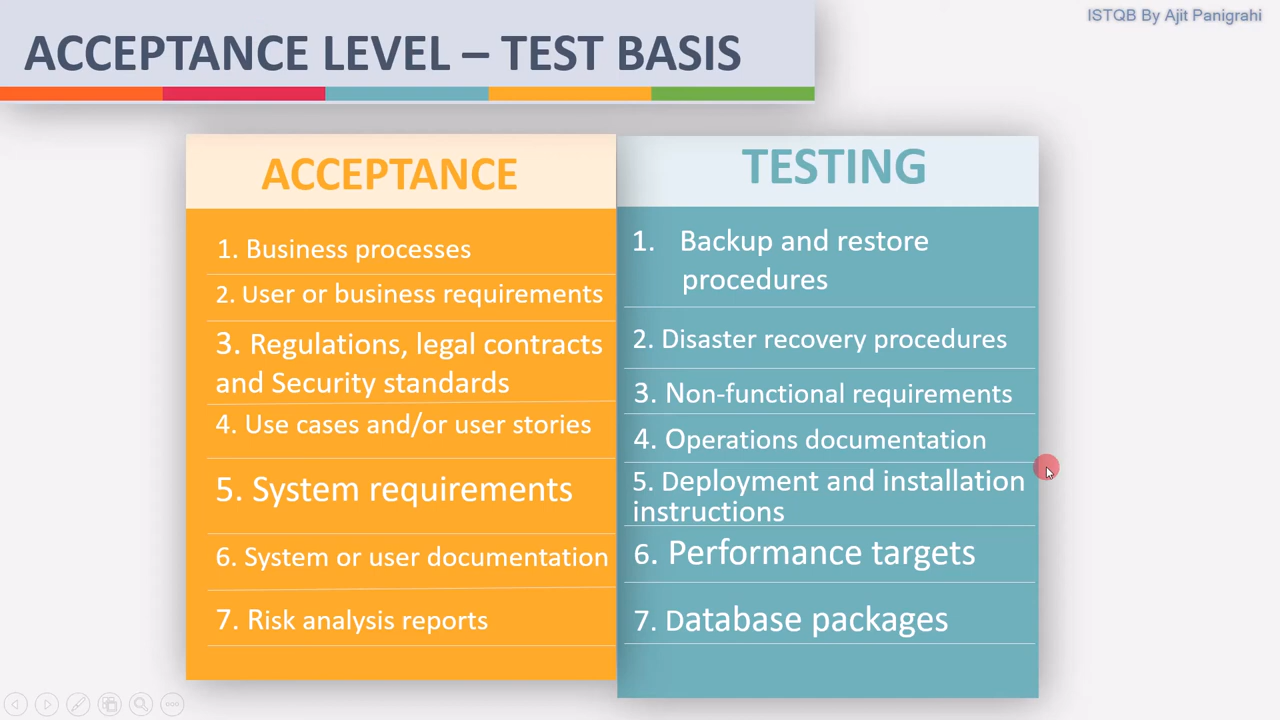 ISTQB By Ajit Panigrahi
ACCEPTANCE LEVEL – TEST BASIS
ACCEPTANCE
1. Business processes
2. User or business requirements
3. Regulations, legal contracts
and Security standards
4. Use cases and/or user stories
5. System requirements
6. System or user documentation
7. Risk analysis reports
TESTING
1. Backup and restore
procedures
2. Disaster recovery procedures
3. Non-functional requirements
4. Operations documentation
5. Deployment and installation
instructions
6. Performance targets
7. Database packages